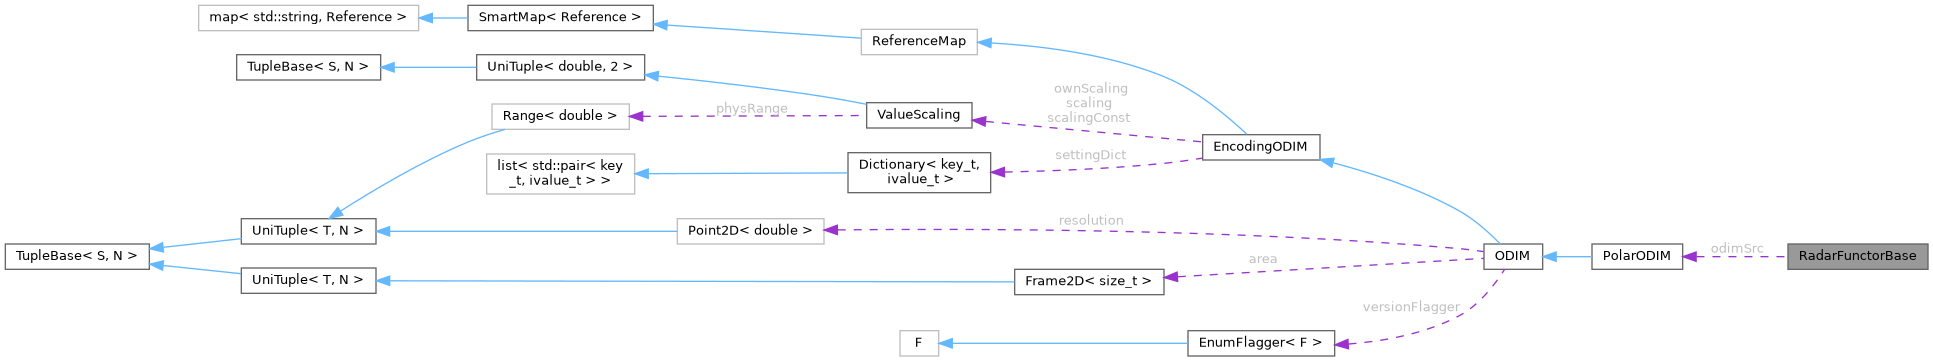 map< std::string, Reference >
SmartMap< Reference >
ReferenceMap
TupleBase< S, N >
UniTuple< double, 2 >
ownScaling
scaling
scalingConst
physRange
Range< double >
ValueScaling
EncodingODIM
list< std::pair< key
_t, ivalue_t > >
Dictionary< key_t,
ivalue_t >
settingDict
UniTuple< T, N >
Point2D< double >
resolution
TupleBase< S, N >
ODIM
PolarODIM
odimSrc
RadarFunctorBase
area
UniTuple< T, N >
Frame2D< size_t >
versionFlagger
F
EnumFlagger< F >